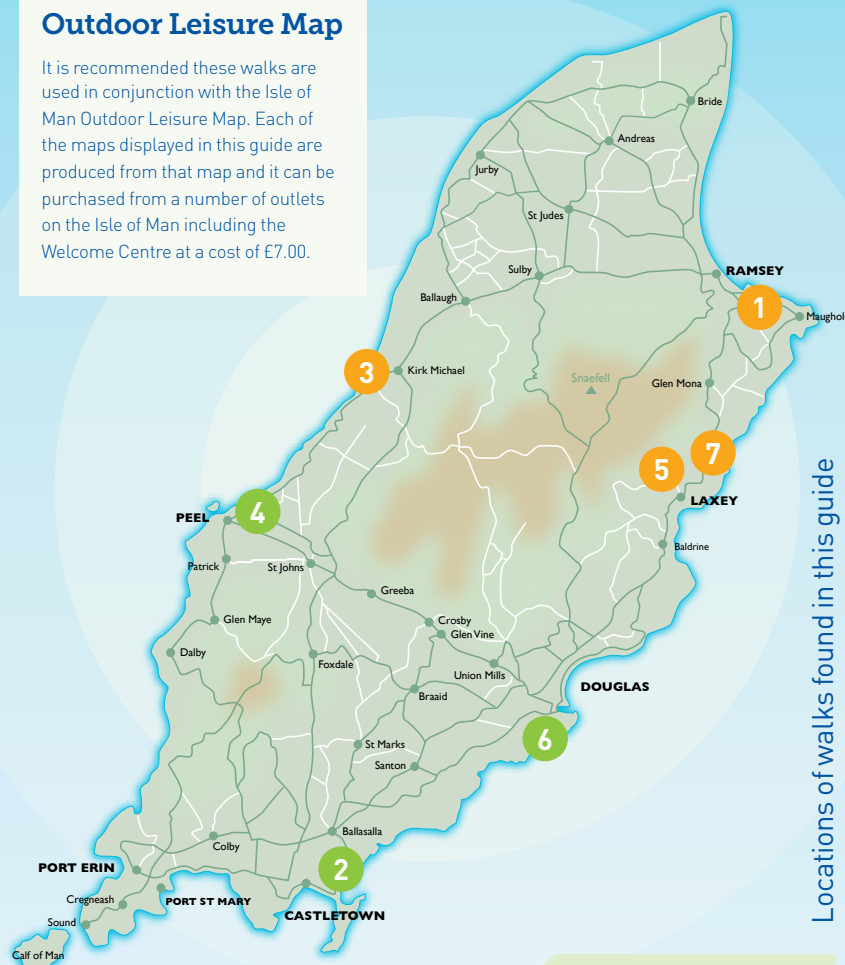 Outdoor Leisure Map
It is recommended these walks are
used in conjunction with the Isle of
Man Outdoor Leisure Map. Each of
the maps displayed in this guide are
produced from that map and it can be
purchased from a number of outlets
on the Isle of Man including the
Welcome Centre at a cost of £7.00.
Bride
Andreas
Jurby
St Judes
Sulby
RAMSEY
Ballaugh
1
Maughol
3
Kirk Michael
Snaefell
Glen Mona
7
5
LAXEY
4
PEEL
Baldrine
Patrick
St Johns
Greeba
Glen Maye
Crosby
Glen Vine
Dalby
Foxdale
Union Mills
DOUGLAS
Braaid
6
St Marks
Santon
Ballasalla
Colby
2
PORT ERIN
Cregneash
PORT ST MARY
CASTLETOWN
Sound
Calf of Man
Locations of walks found in this guide